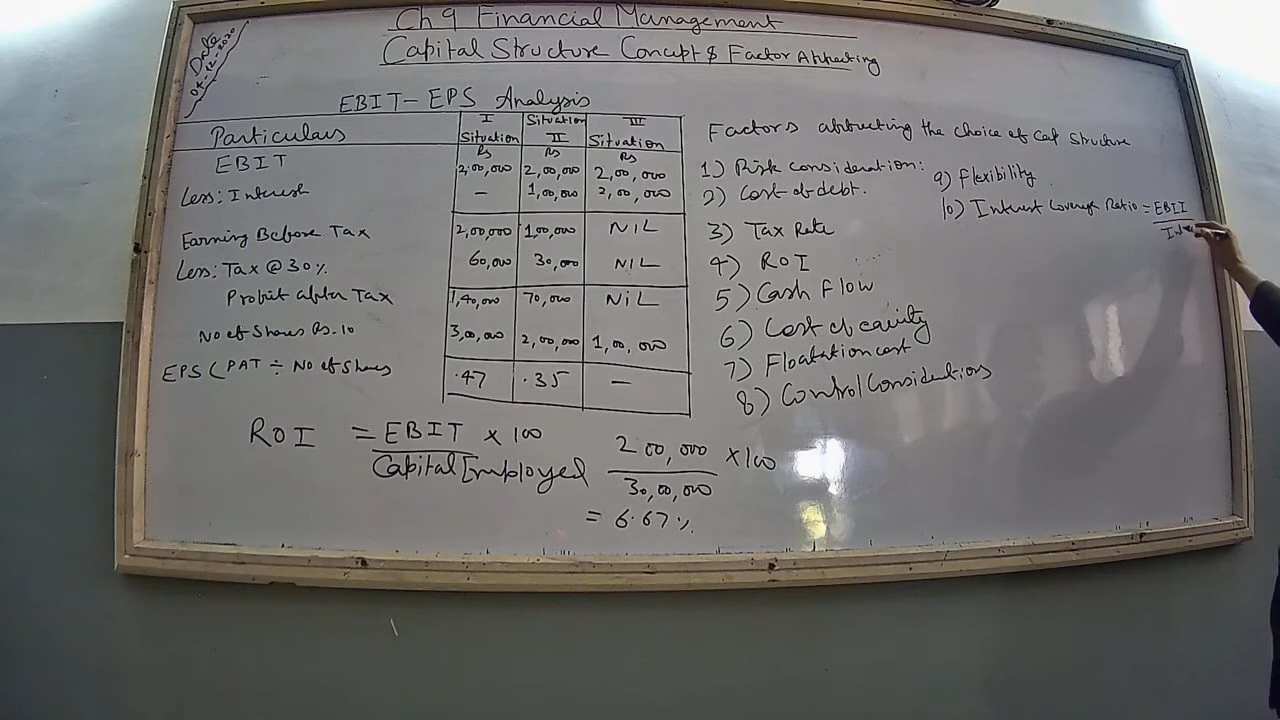 Date
04-12-2020
Ch 9 Financial Management
Capital Structure Concept & Factor Affecting
EBIT-EPS Analysis
Particulars I Situation Situation II III Situation
Rs Rs Rs
EBIT 2,00,000 2,00,000 2,00,000
Less: Interest — 1,00,000 2,00,000
Earning Before Tax 2,00,000 1,00,000 NIL
Less: Tax @ 30% 60,000 30,000 NIL
Profit after Tax 1,40,000 70,000 NiL
No of Shares Rs. 10 3,00,000 2,00,000 1,00,000
EPS (PAT ÷ No of Shares .47 .35 —
ROI = EBIT × 100
Capital Employed
2 00,000 × 100
30,00,000
= 6.67%
Factors affecting the choice of cap structure
1) Risk consideration:
2) Cost of debt.
3) Tax Rate
4) ROI
5) Cash Flow
6) Cost of equity
7) Floatation cost
8) Control Considerations
9) Flexibility
10) Interest Coverage Ratio = EBIT